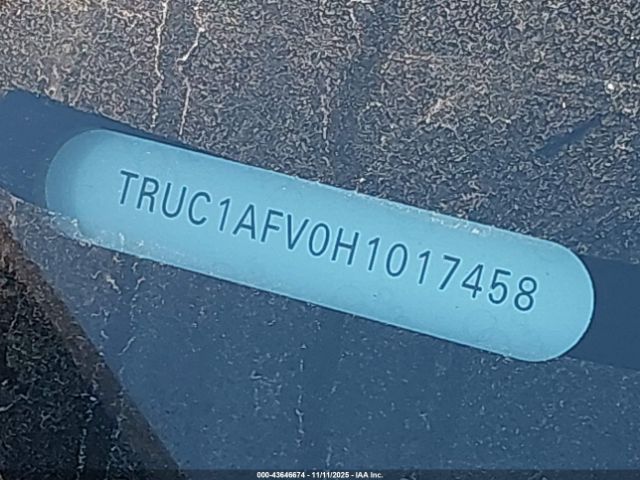 TRUC1AFV0H1017458
000-43646674 - 11/11/2025 - IAA Inc.